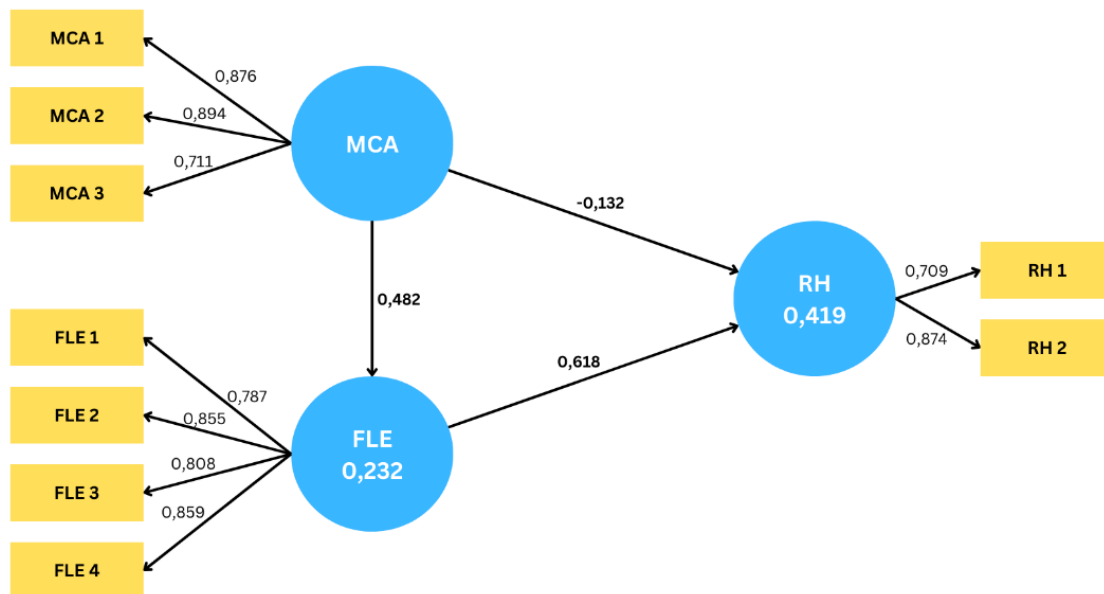 MCA 1
0,876
MCA 2
0,894
MCA
0,711
MCA 3
-0,132
RH 1
0,709
RH
0,419
0,482
0,874
RH 2
FLE 1
0,618
0,787
FLE 2
0,855
FLE
0,232
0,808
FLE 3
0,859
FLE 4